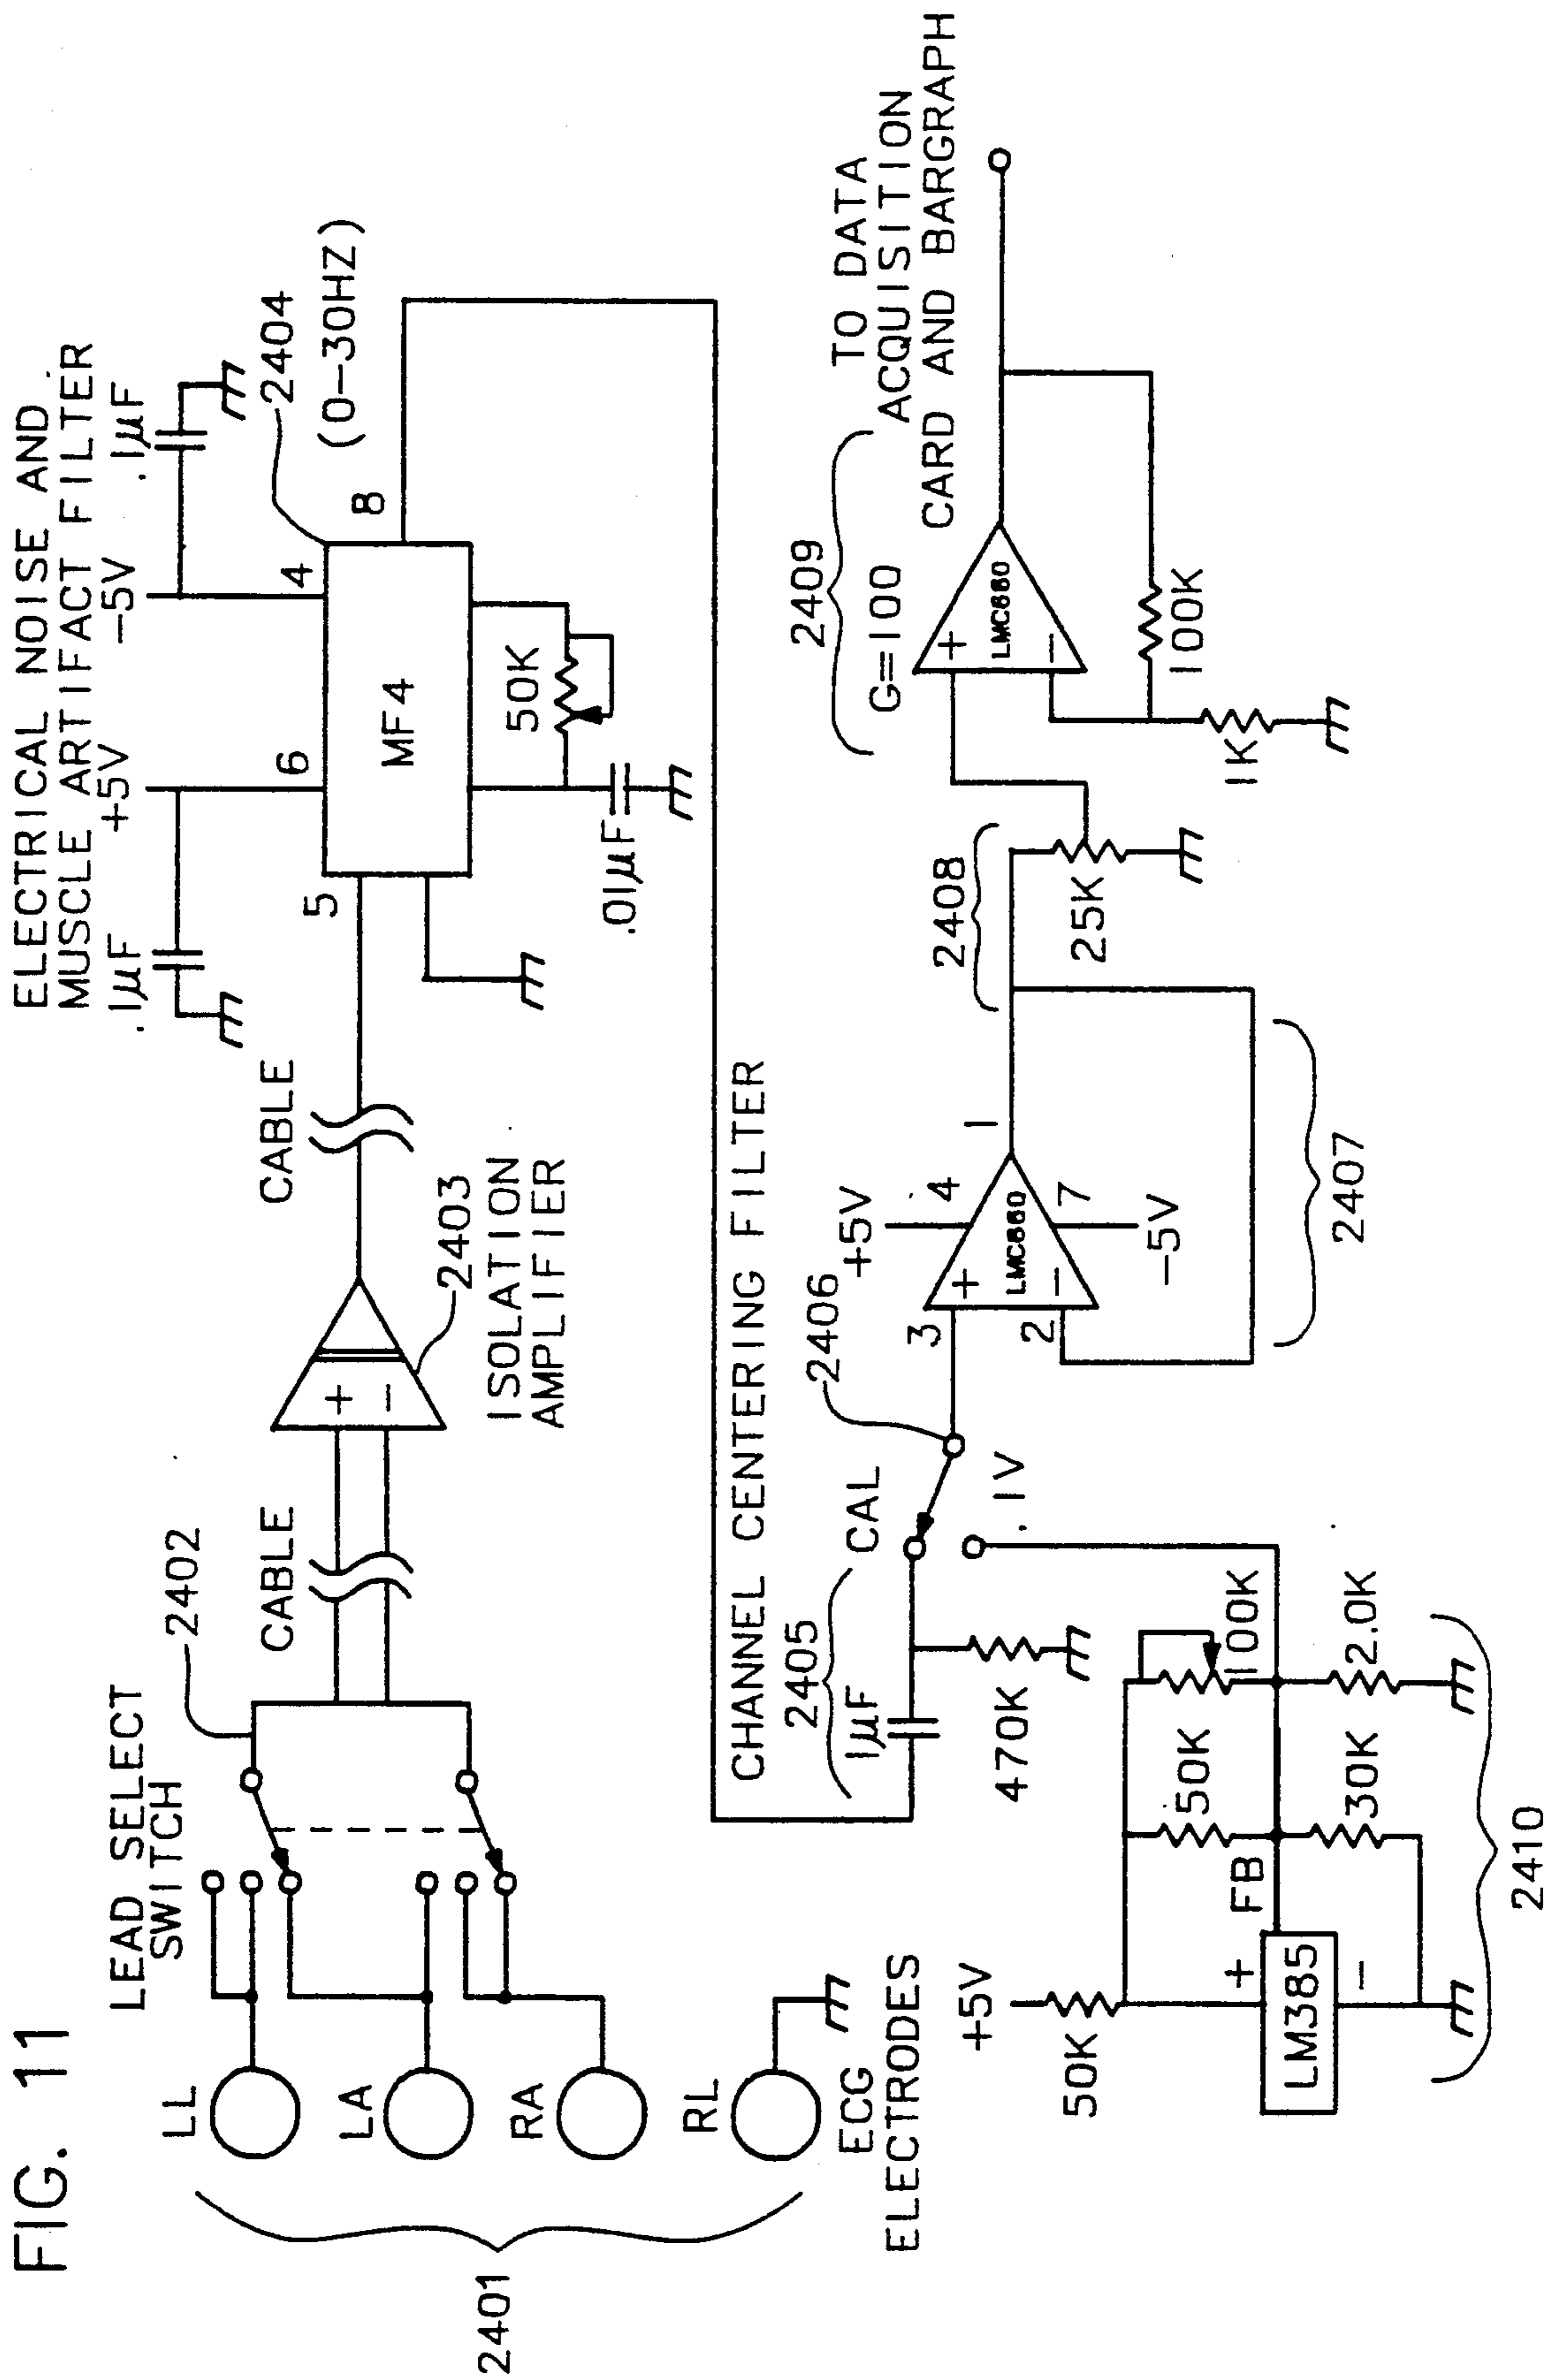 FIG. 11
2401
LL
LA
RA
RL
ECG
ELECTRODES
LEAD SELECT
SWITCH
2402
CABLE
+
−
2403
ISOLATION
AMPLIFIER
CABLE
ELECTRICAL NOISE AND
MUSCLE ARTIFACT FILTER
.1µF
+5V
−5V
.1µF
5
6
4
8
MF4
2404
(0−30HZ)
50K
.01µF
CHANNEL CENTERING FILTER
2405
1µF
470K
CAL
1V
2406
3
2
+
−
LMC660
+5V
4
7
−5V
1
2407
2408
25K
2409
G=100
+
−
LMC660
1K
100K
TO DATA
ACQUISITION
CARD AND BARGRAPH
+5V
50K
+
−
LM385
FB
50K
100K
30K
2.0K
2410